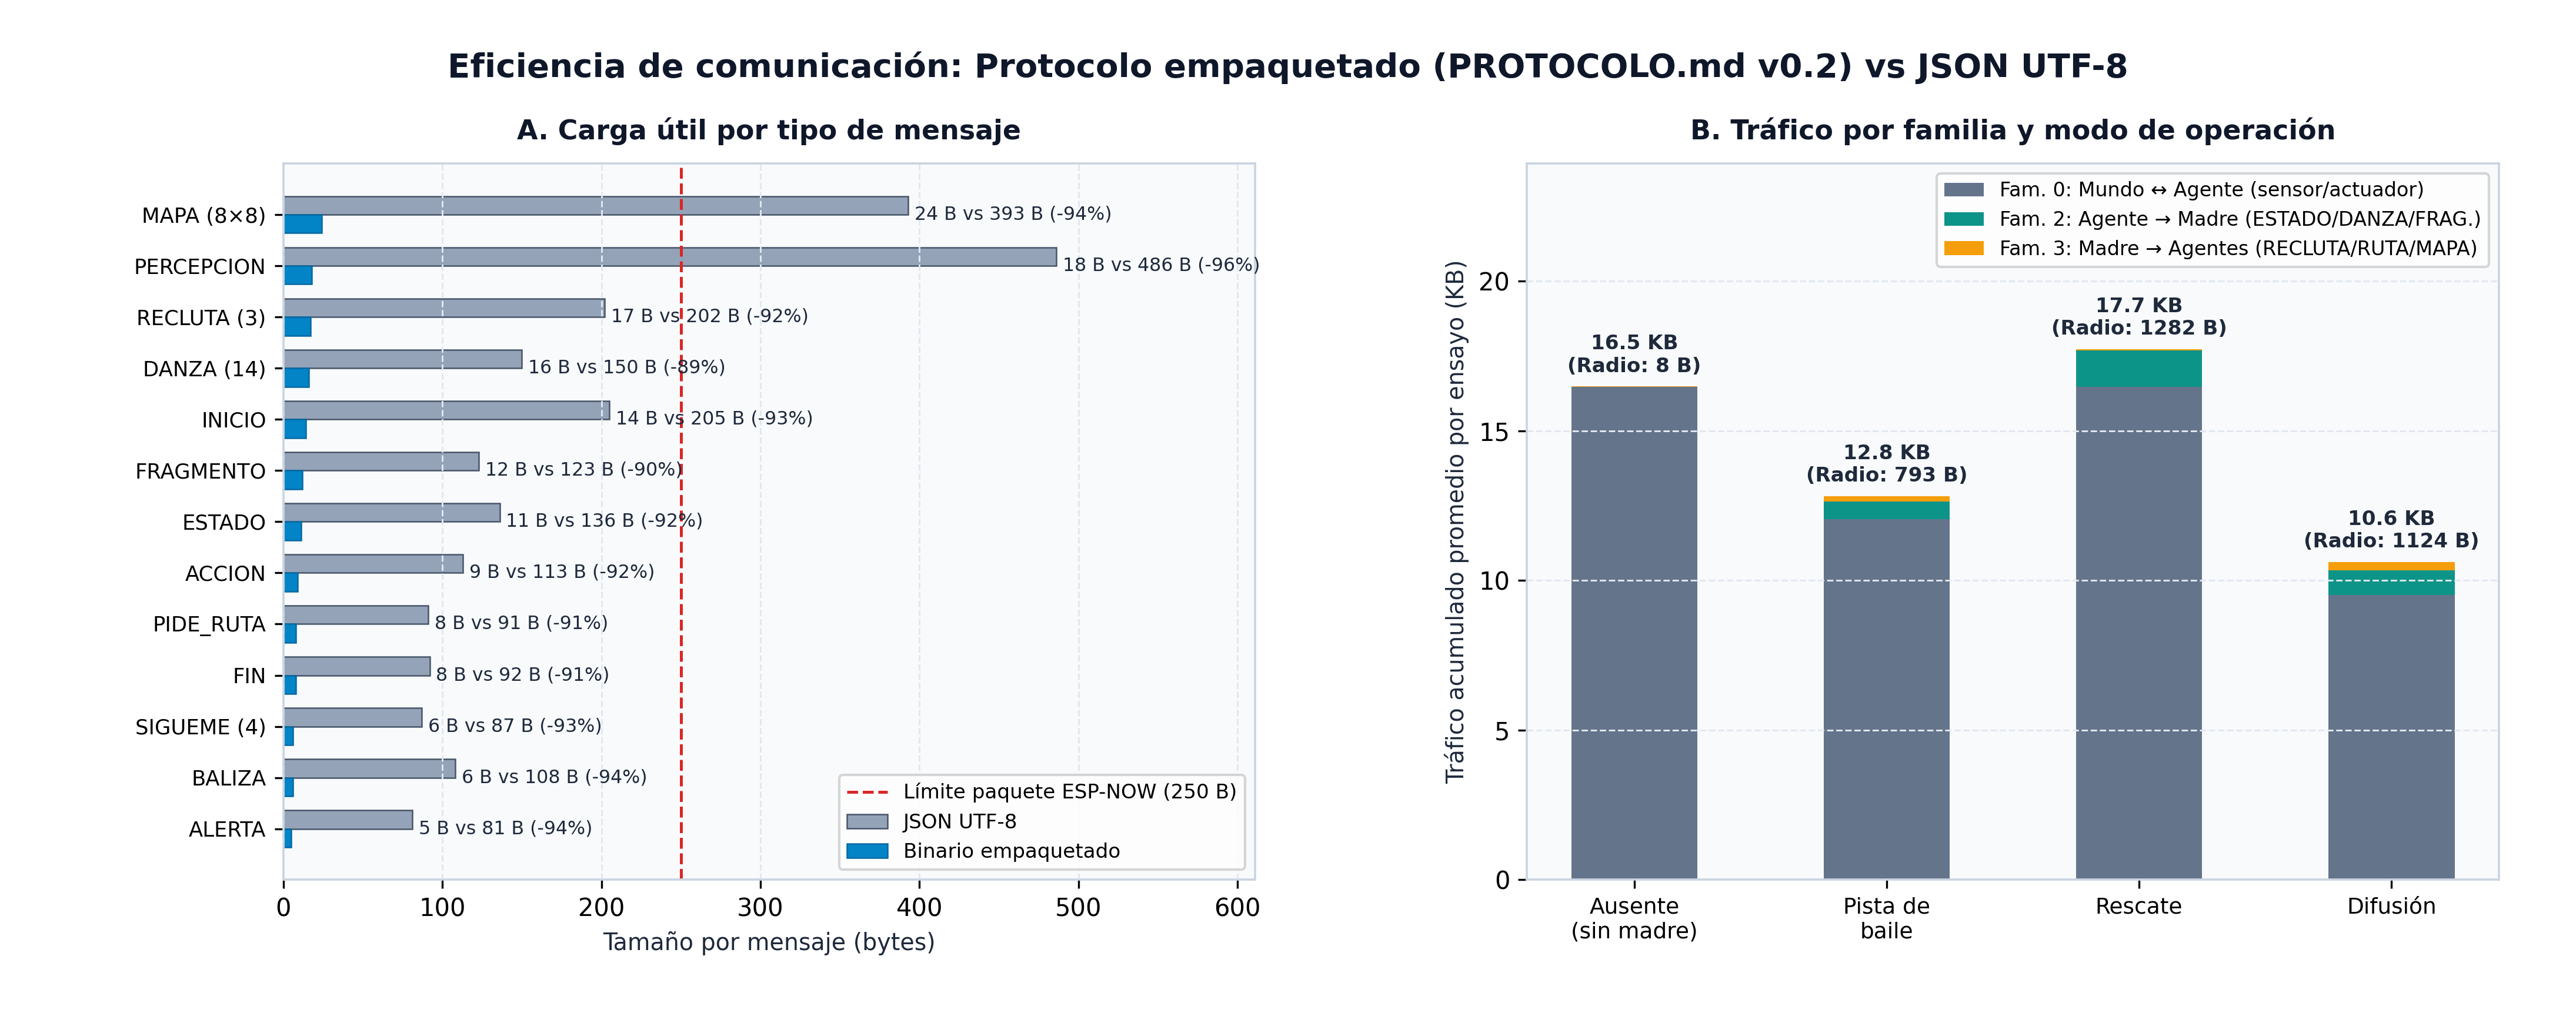 Eficiencia de comunicación: Protocolo empaquetado (PROTOCOLO.md v0.2) vs JSON UTF-8
A. Carga útil por tipo de mensaje
MAPA (8×8)
24 B vs 393 B (-94%)
PERCEPCION
18 B vs 486 B (-96%)
RECLUTA (3)
17 B vs 202 B (-92%)
DANZA (14)
16 B vs 150 B (-89%)
INICIO
14 B vs 205 B (-93%)
FRAGMENTO
12 B vs 123 B (-90%)
ESTADO
11 B vs 136 B (-92%)
ACCION
9 B vs 113 B (-92%)
PIDE_RUTA
8 B vs 91 B (-91%)
FIN
8 B vs 92 B (-91%)
SIGUEME (4)
6 B vs 87 B (-93%)
BALIZA
6 B vs 108 B (-94%)
ALERTA
5 B vs 81 B (-94%)
Límite paquete ESP-NOW (250 B)
JSON UTF-8
Binario empaquetado
0 100 200 300 400 500 600
Tamaño por mensaje (bytes)
B. Tráfico por familia y modo de operación
Fam. 0: Mundo ↔ Agente (sensor/actuador)
Fam. 2: Agente → Madre (ESTADO/DANZA/FRAG.)
Fam. 3: Madre → Agentes (RECLUTA/RUTA/MAPA)
Tráfico acumulado promedio por ensayo (KB)
20
15
10
5
0
16.5 KB
(Radio: 8 B)
12.8 KB
(Radio: 793 B)
17.7 KB
(Radio: 1282 B)
10.6 KB
(Radio: 1124 B)
Ausente
(sin madre)
Pista de
baile
Rescate
Difusión